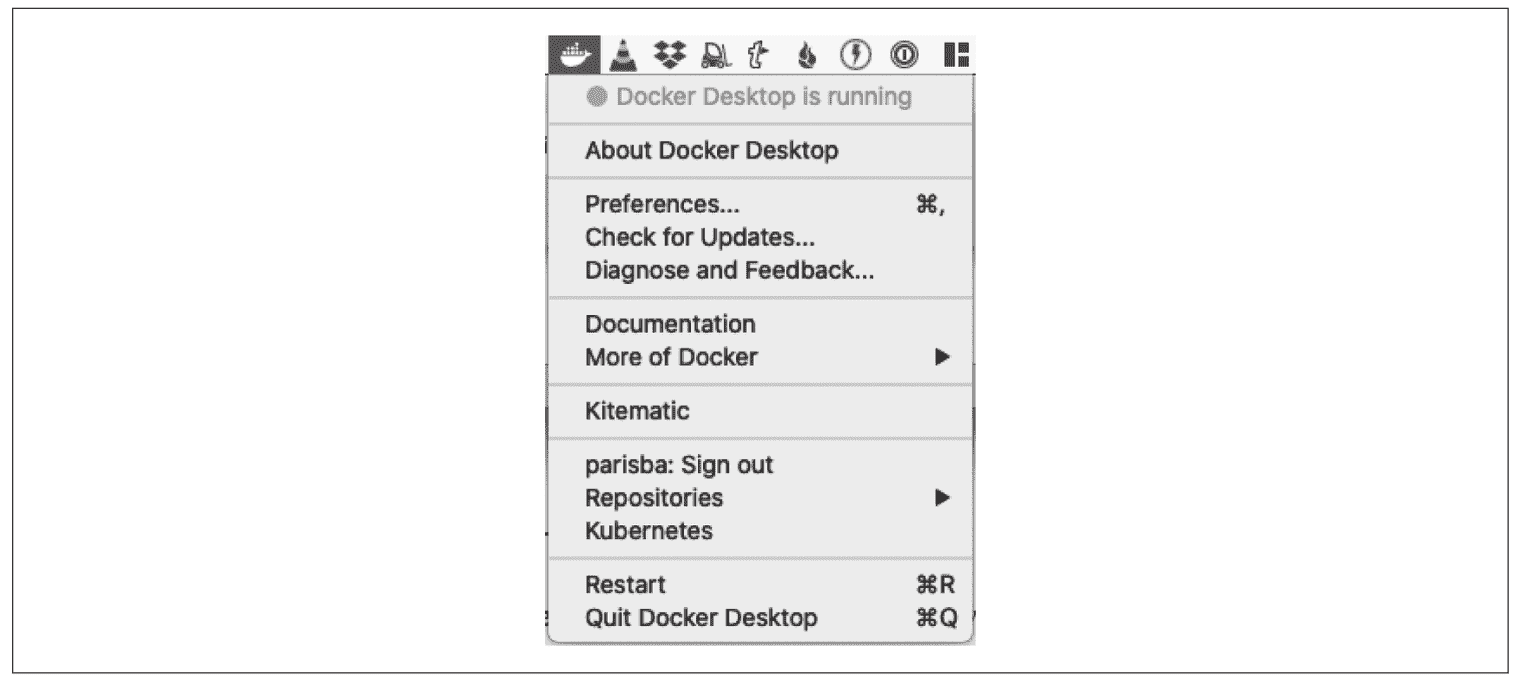 Docker Desktop is running
About Docker Desktop
Preferences... ⌘,
Check for Updates...
Diagnose and Feedback...
Documentation
More of Docker ▶
Kitematic
parisba: Sign out
Repositories ▶
Kubernetes
Restart ⌘R
Quit Docker Desktop ⌘Q